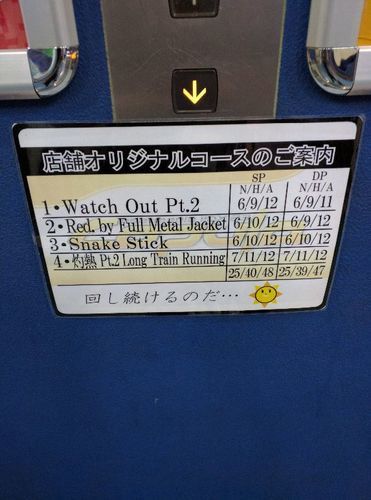 店舗オリジナルコースのご案内
SP DP
N/H/A N/H/A
1・Watch Out Pt.2 6/9/12 6/9/11
2・Red. by Full Metal Jacket 6/10/12 6/9/12
3・Snake Stick 6/10/12 6/10/12
4・灼熱 Pt.2 Long Train Running 7/11/12 7/11/12
25/40/48 25/39/47
回し続けるのだ…